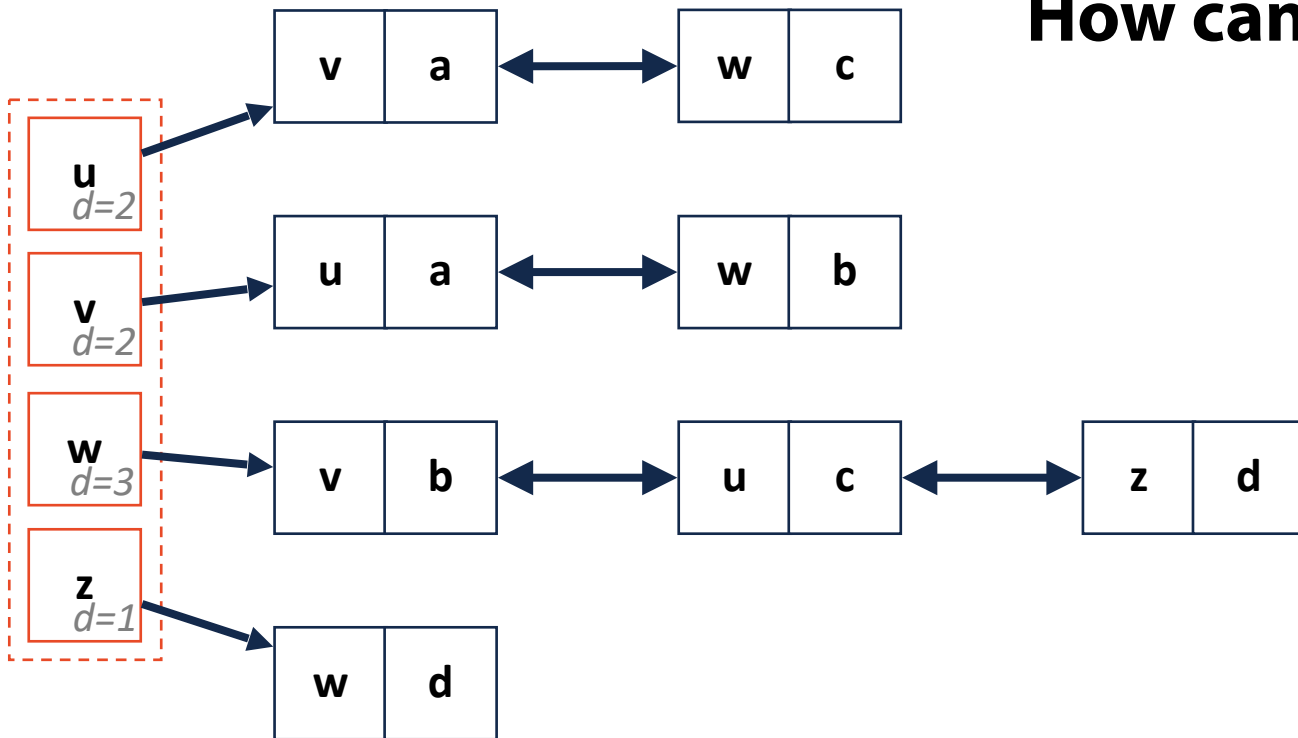 How can
v a w c
u
d=2
u a w b
v
d=2
v b u c z d
w
d=3
z
d=1
w d